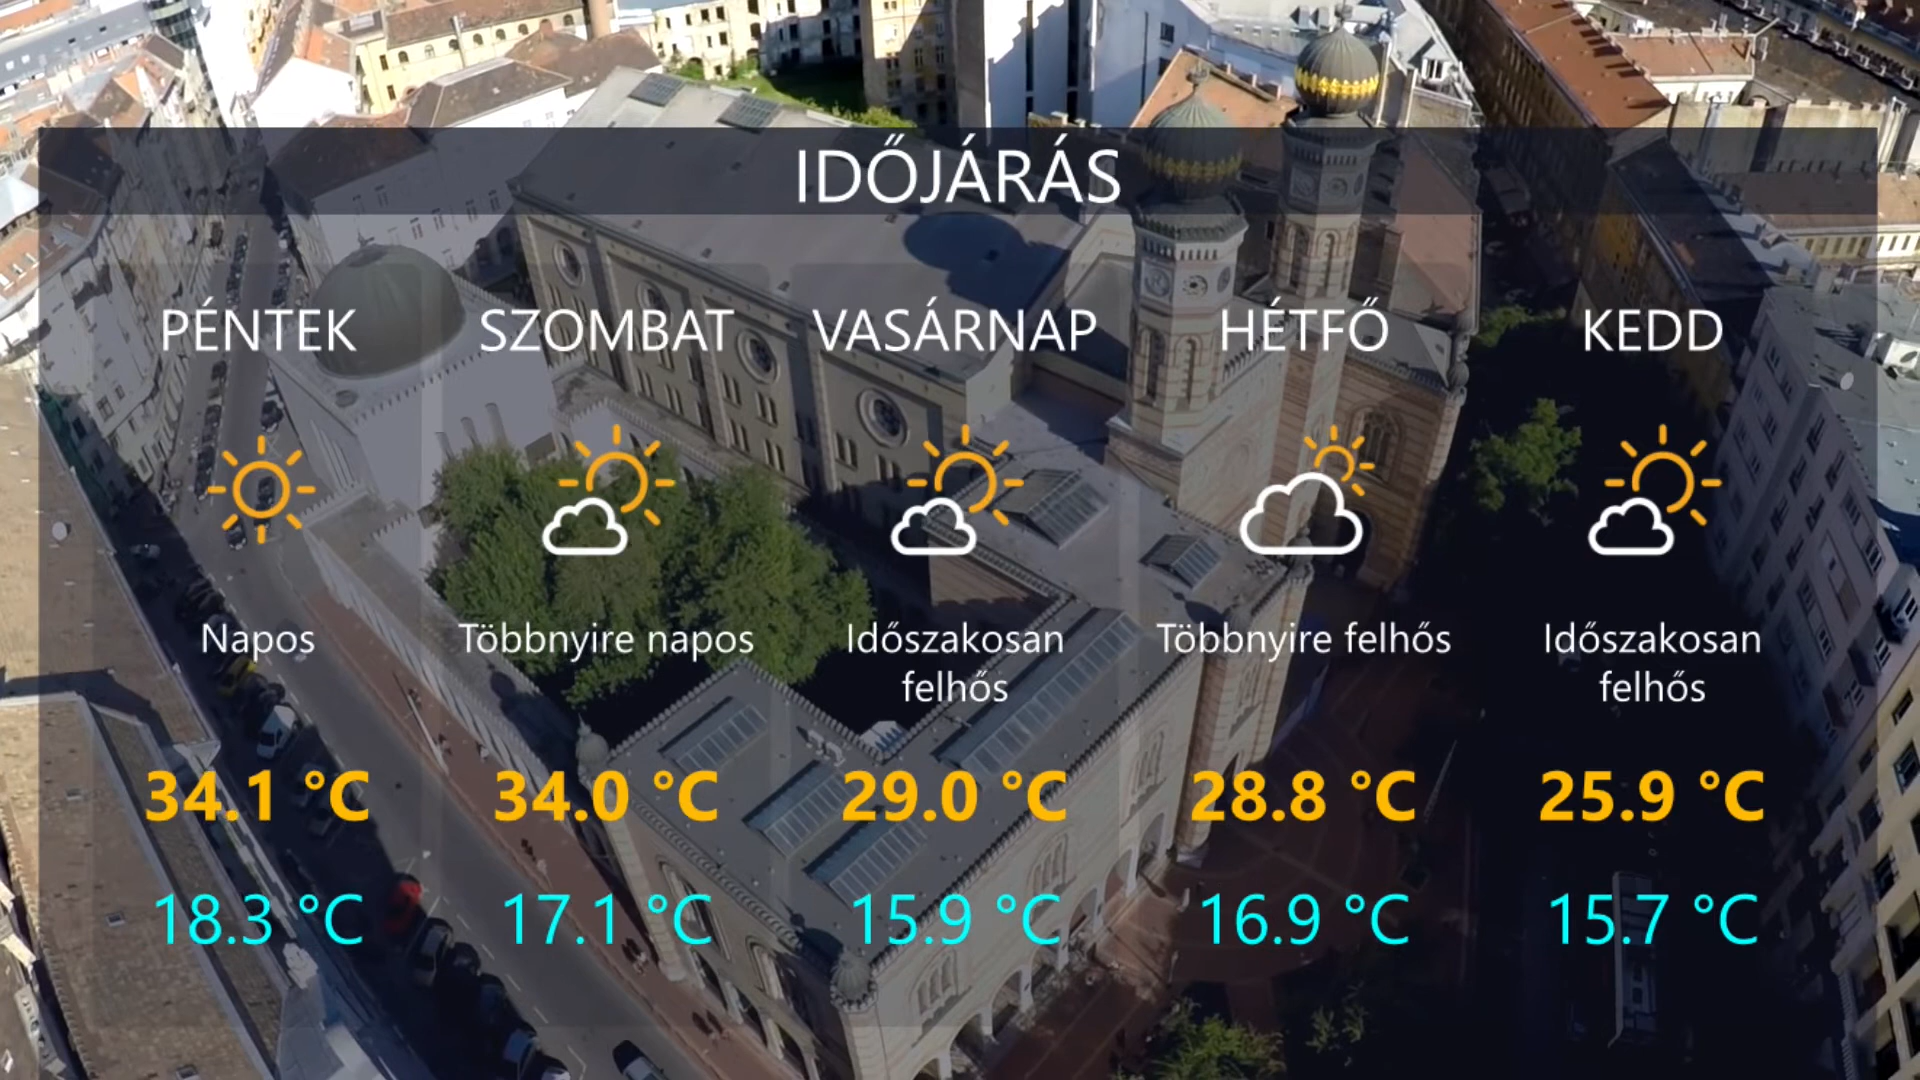 IDŐJÁRÁS
PÉNTEK
SZOMBAT
VASÁRNAP
HÉTFŐ
KEDD
Napos
Többnyire napos
Időszakosan
felhős
Többnyire felhős
Időszakosan
felhős
34.1 °C
34.0 °C
29.0 °C
28.8 °C
25.9 °C
18.3 °C
17.1 °C
15.9 °C
16.9 °C
15.7 °C